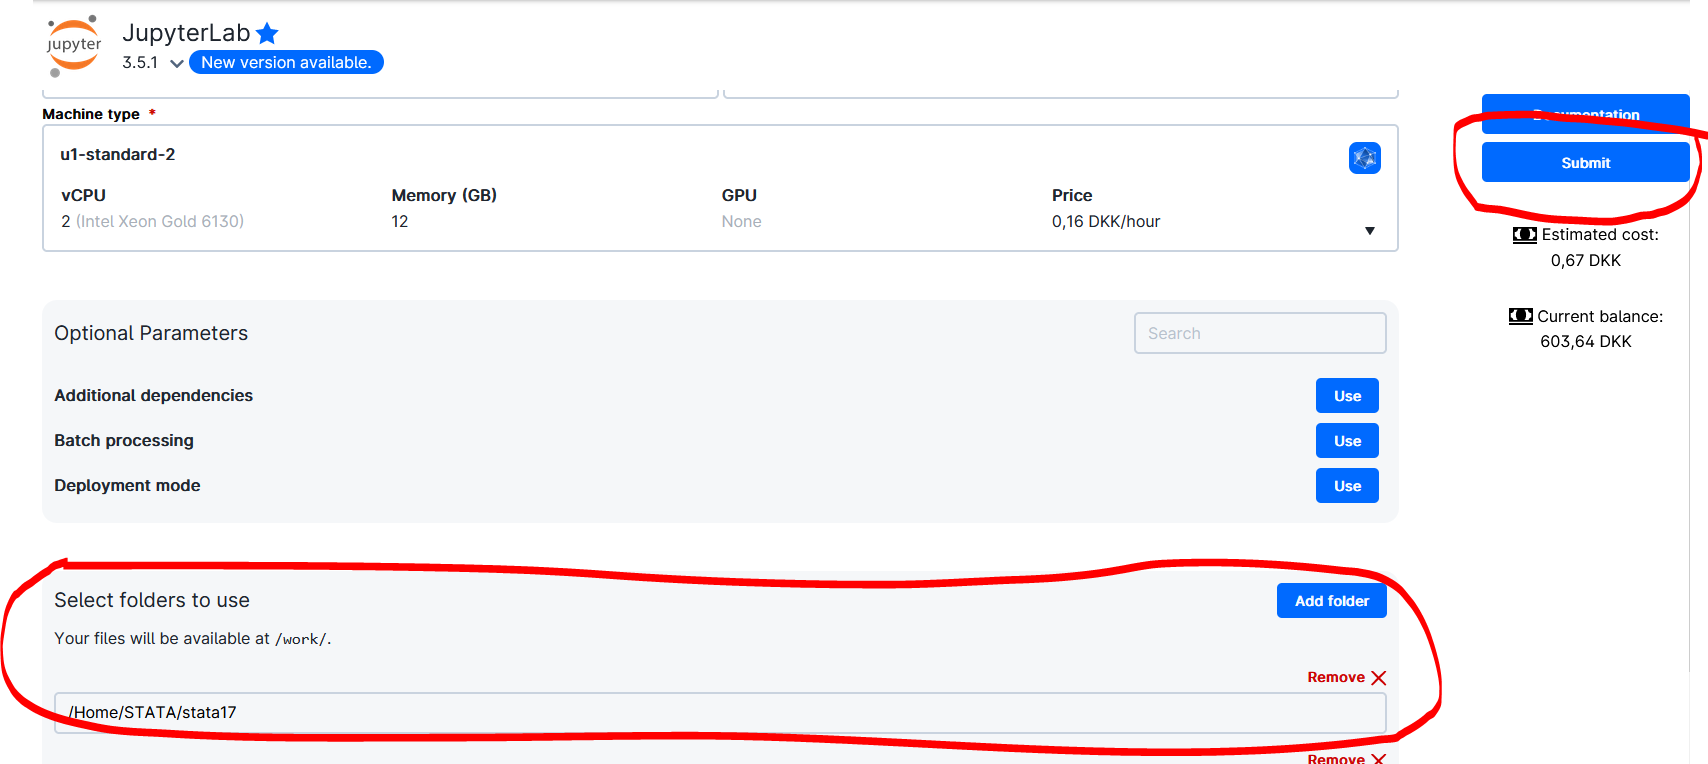 jupyter
JupyterLab
3.5.1 New version available.
Documentation
Submit
Machine type *
u1-standard-2
vCPU Memory (GB) GPU Price
2 (Intel Xeon Gold 6130) 12 None 0,16 DKK/hour
Estimated cost:
0,67 DKK
Current balance:
603,64 DKK
Optional Parameters Search
Additional dependencies Use
Batch processing Use
Deployment mode Use
Select folders to use Add folder
Your files will be available at /work/.
Remove
/Home/STATA/stata17
Remove